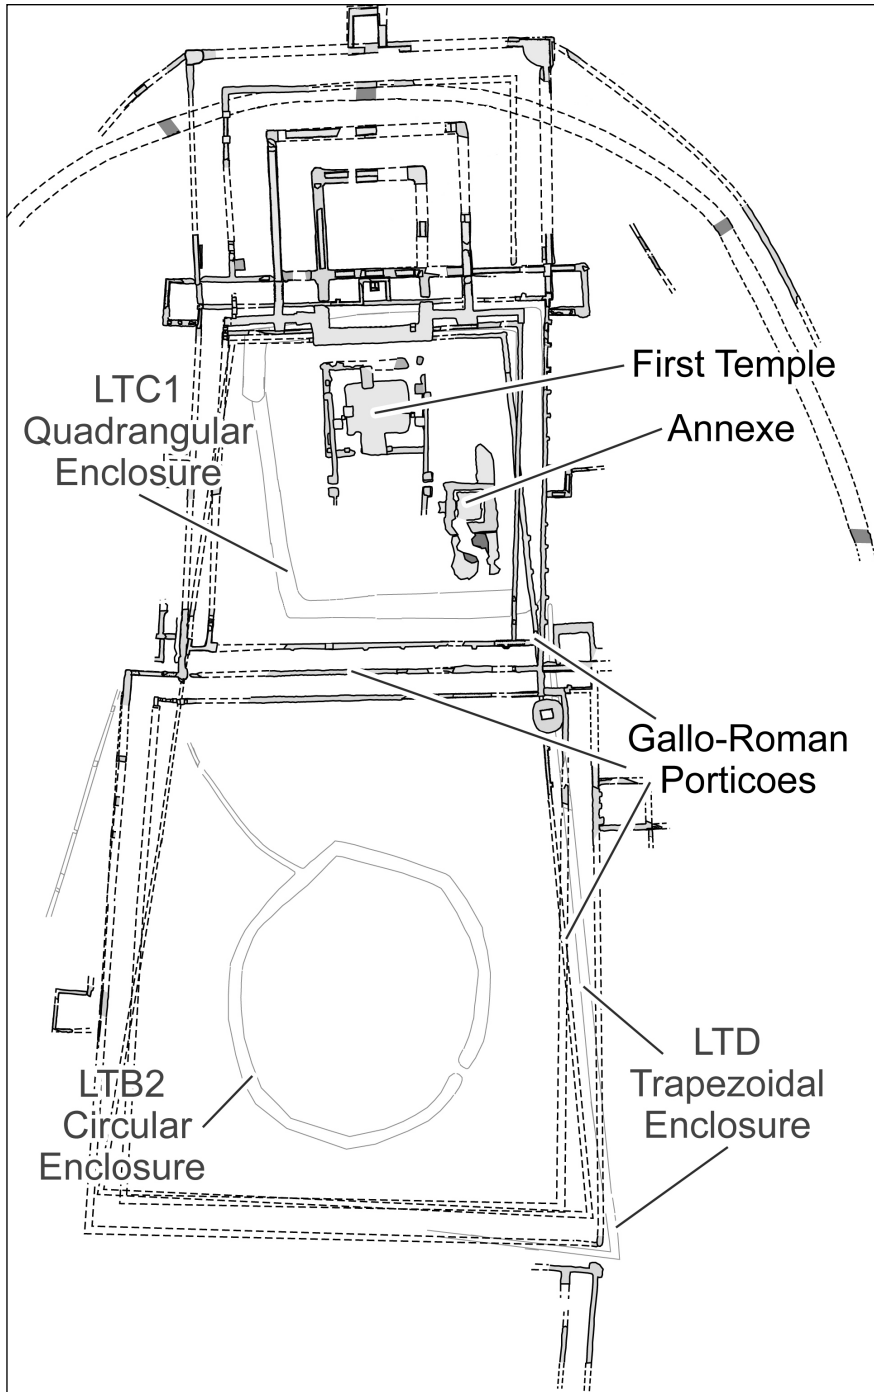 First Temple
LTC1
Quadrangular
Enclosure
Annexe
Gallo-Roman
Porticoes
LTD
Trapezoidal
Enclosure
LTB2
Circular
Enclosure